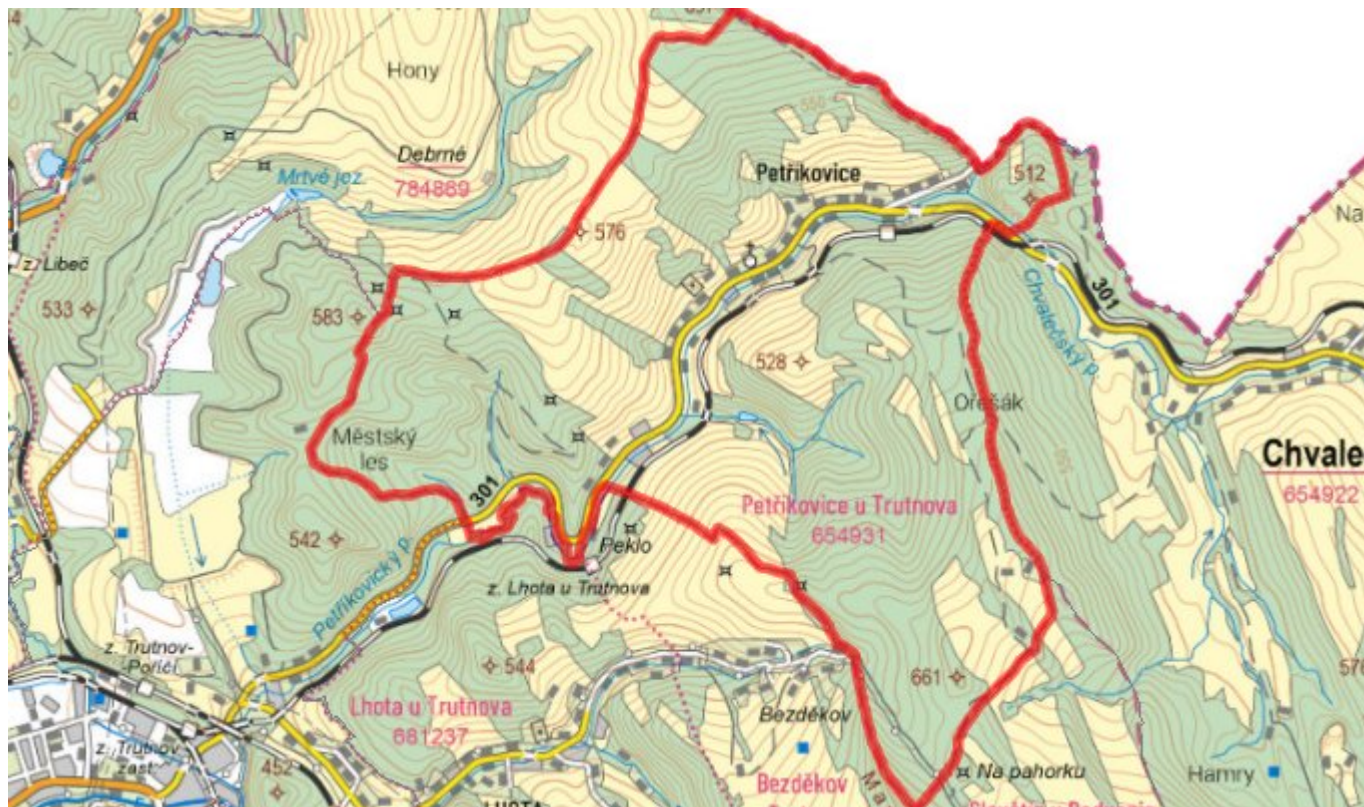 Hony
Debrné
784889
Mrtvé jez.
z. Libeč
533
583
576
550
Petříkovice
512
Na
301
Chvalečský p.
528
Ořešák
Městský
les
301
Chvale
654922
Petříkovice u Trutnova
654931
542
Petříkovický p.
Peklo
z. Lhota u Trutnova
z. Trutnov-
-Poříčí
544
661
Lhota u Trutnova
681237
Bezděkov
z. Trutnov
zast.
452
Bezděkov
Na pahorku
Hamry